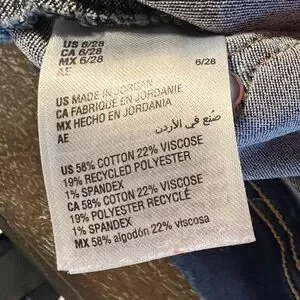 US 6/28
CA 6/28
MX 6/28
AE 6/28
US MADE IN JORDAN
CA FABRIQUÉ EN JORDANIE
MX HECHO EN JORDANIA
AE صُنع في الأردن
US 58% COTTON 22% VISCOSE
19% RECYCLED POLYESTER
1% SPANDEX
CA 58% COTON 22% VISCOSE
19% POLYESTER RECYCLÉ
1% SPANDEX
MX 58% algodón 22% viscosa